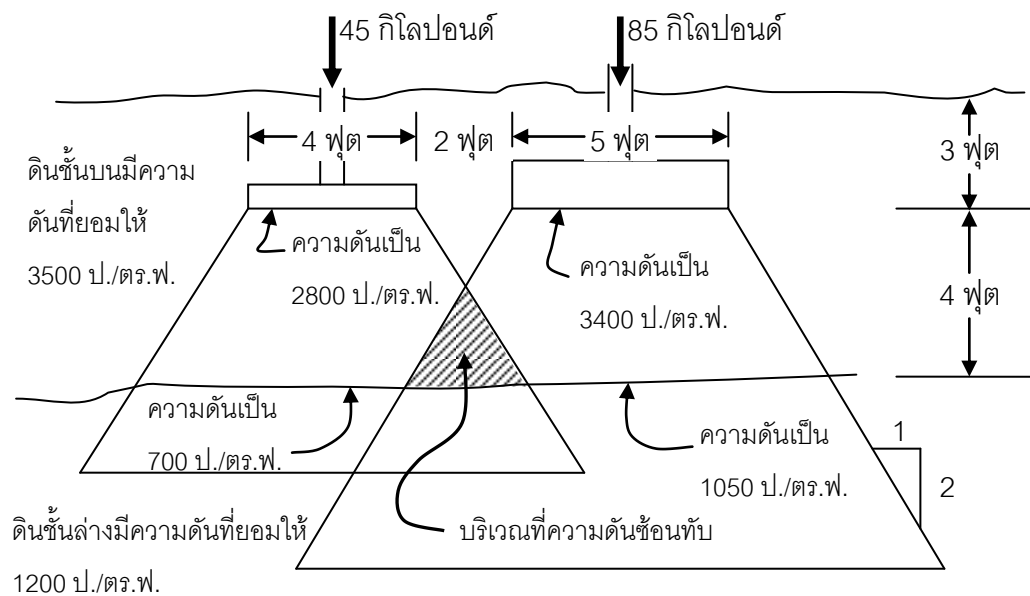 45 กิโลปอนด์
85 กิโลปอนด์
4 ฟุต
2 ฟุต
5 ฟุต
3 ฟุต
ดินชั้นบนมีความ
ดันที่ยอมให้
3500 ป./ตร.ฟ.
ความดันเป็น
2800 ป./ตร.ฟ.
ความดันเป็น
3400 ป./ตร.ฟ.
4 ฟุต
ความดันเป็น
700 ป./ตร.ฟ.
ความดันเป็น
1050 ป./ตร.ฟ.
1
2
ดินชั้นล่างมีความดันที่ยอมให้
1200 ป./ตร.ฟ.
บริเวณที่ความดันซ้อนทับ